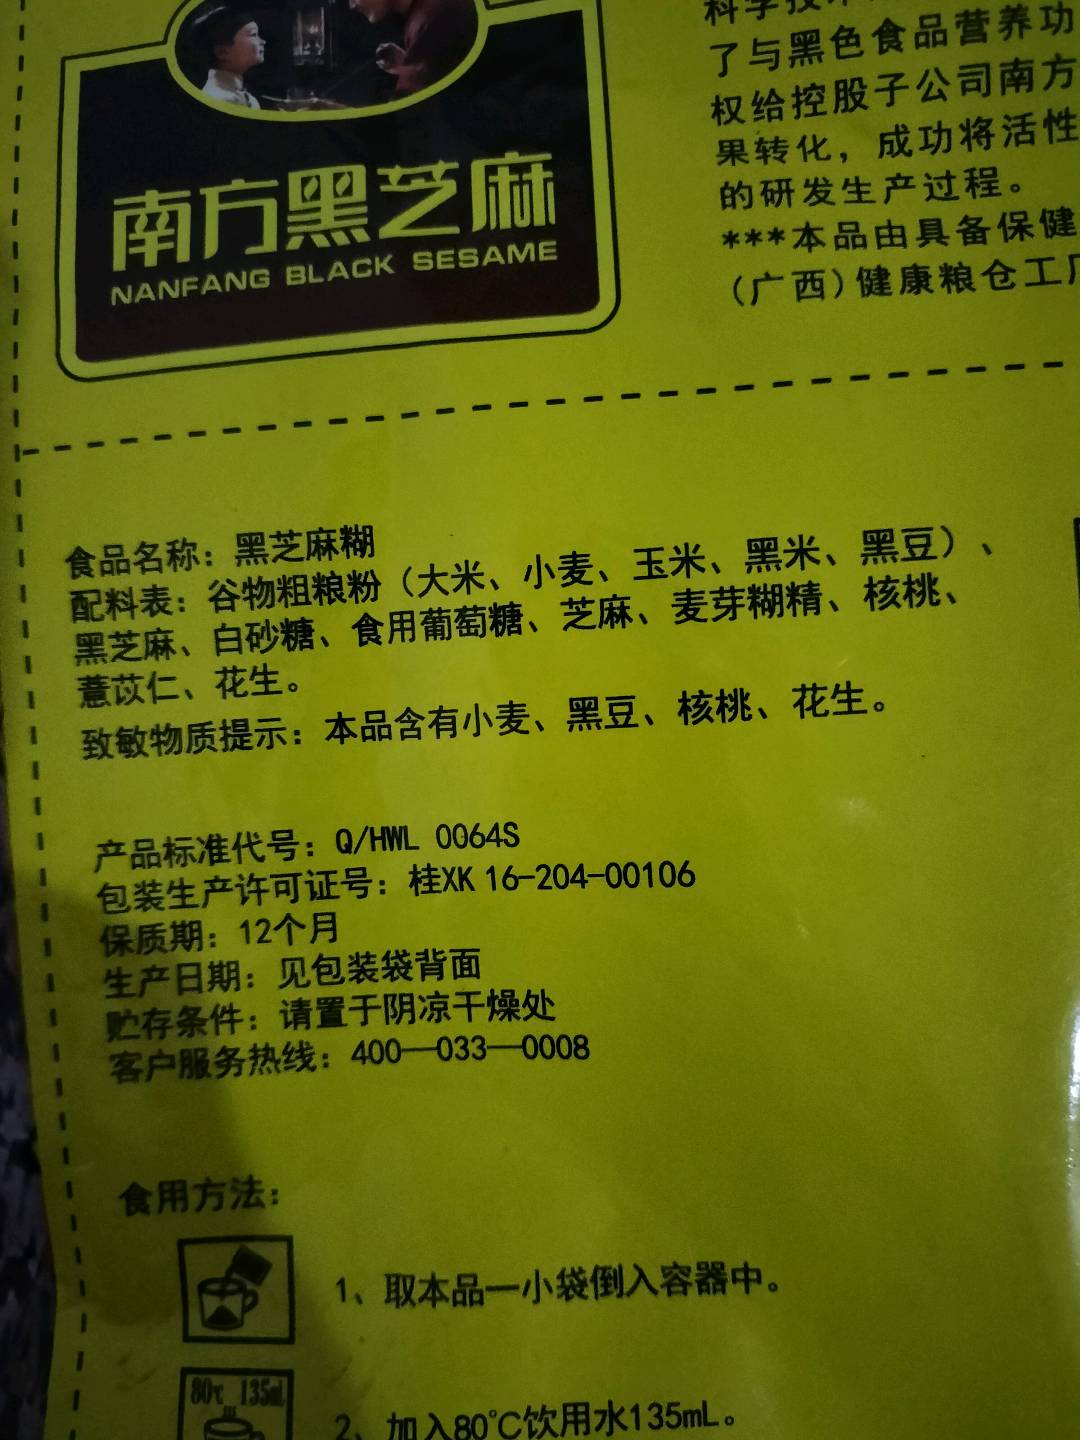 南方黑芝麻
NANFANG BLACK SESAME
了与黑色食品营养功
权给控股子公司南方
果转化，成功将活性
的研发生产过程。
***本品由具备保健
(广西)健康粮仓工厂
食品名称：黑芝麻糊
配料表：谷物粗粮粉（大米、小麦、玉米、黑米、黑豆）、
黑芝麻、白砂糖、食用葡萄糖、芝麻、麦芽糊精、核桃、
薏苡仁、花生。
致敏物质提示：本品含有小麦、黑豆、核桃、花生。
产品标准代号：Q/HWL 0064S
包装生产许可证号：桂XK 16-204-00106
保质期：12个月
生产日期：见包装袋背面
贮存条件：请置于阴凉干燥处
客户服务热线：400—033—0008
食用方法：
1、取本品一小袋倒入容器中。
80℃ 135mL
2、加入80℃饮用水135mL。